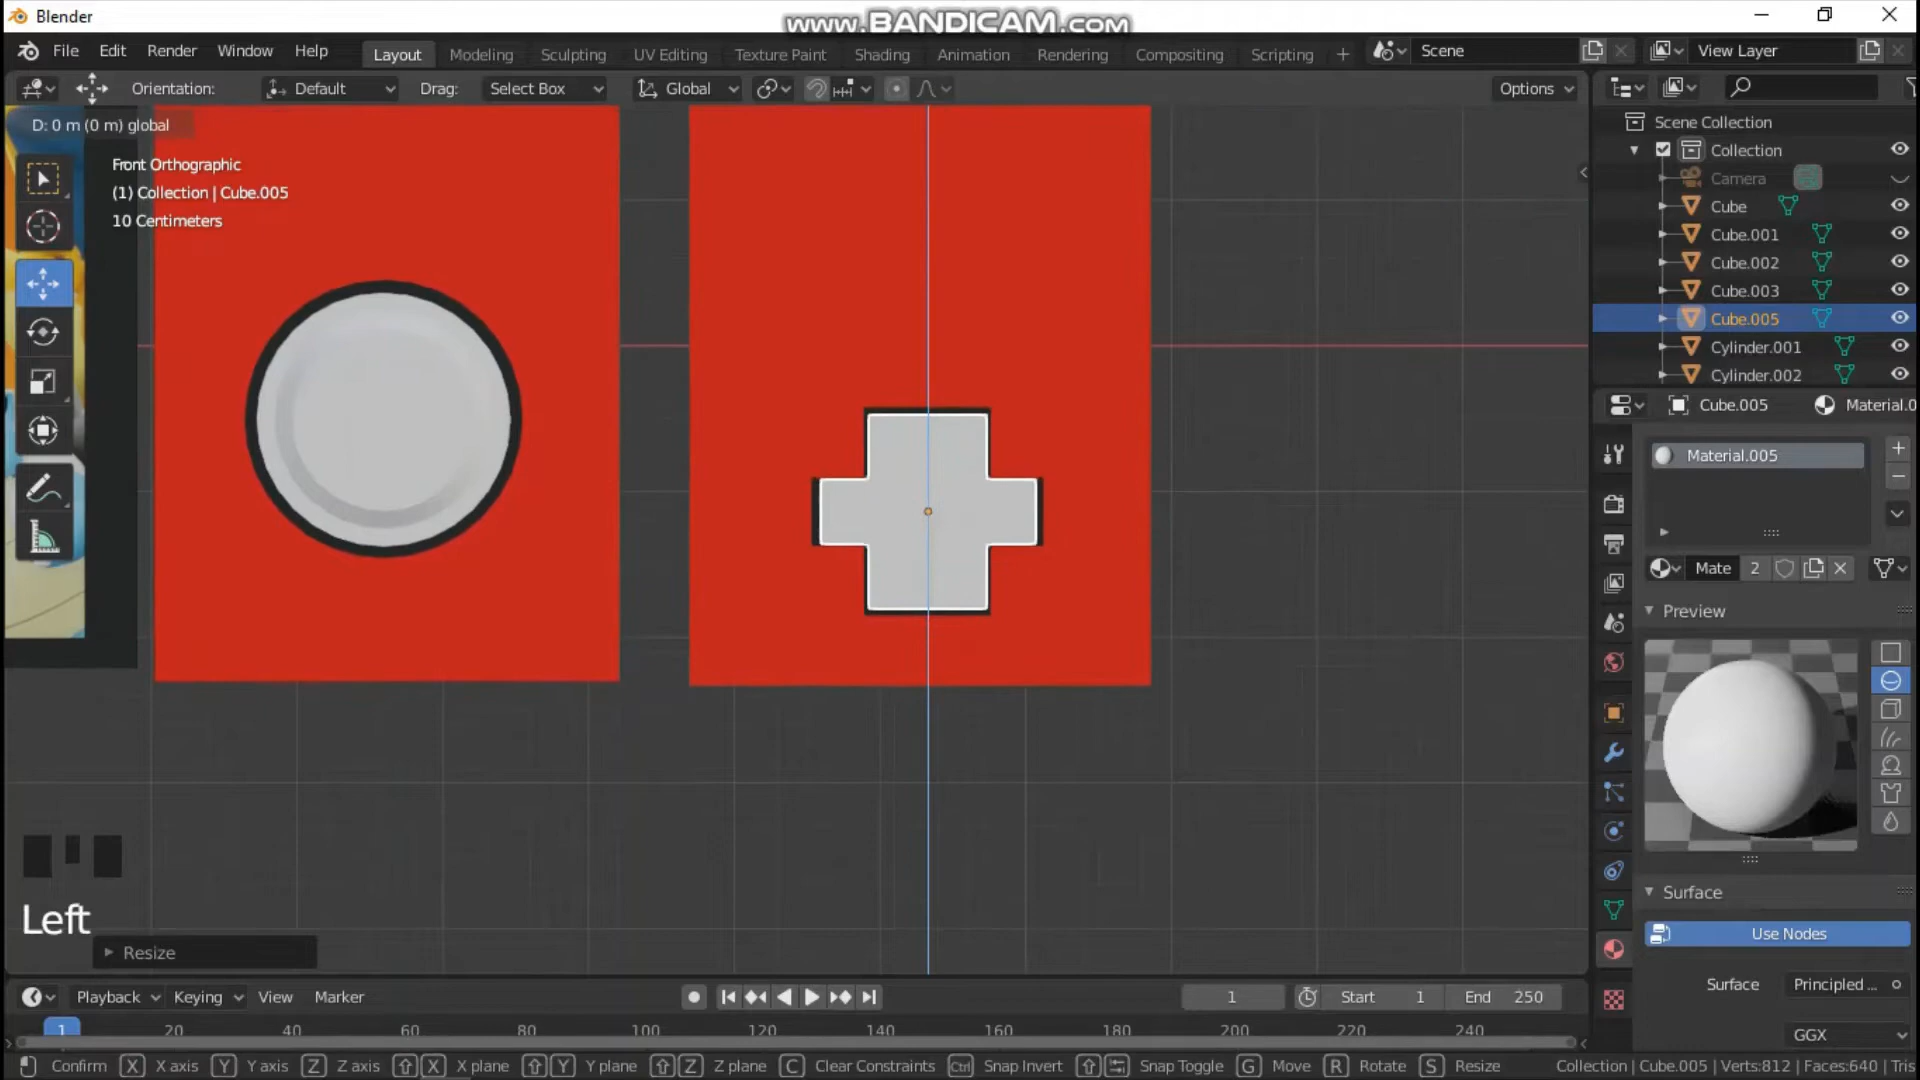 Blender
www.BANDICAM.com
File Edit Render Window Help
Layout Modeling Sculpting UV Editing Texture Paint Shading Animation Rendering Compositing Scripting +
Scene
View Layer
Orientation: Default Drag: Select Box Global Options
D: 0 m (0 m) global
Front Orthographic
(1) Collection | Cube.005
10 Centimeters
Scene Collection
Collection
Camera
Cube
Cube.001
Cube.002
Cube.003
Cube.005
Cylinder.001
Cylinder.002
Cube.005 Material.0
Material.005
Mate 2
Preview
Surface
Use Nodes
Surface Principled ...
GGX
Left
Resize
Playback Keying View Marker
1 Start 1 End 250
1 20 40 60 80 100 120 140 160 180 200 220 240
Confirm X X axis Y Y axis Z Z axis X X plane Y Y plane Z Z plane C Clear Constraints Ctrl Snap Invert Snap Toggle G Move R Rotate S Resize
Collection | Cube.005 | Verts:812 | Faces:640 | Tris